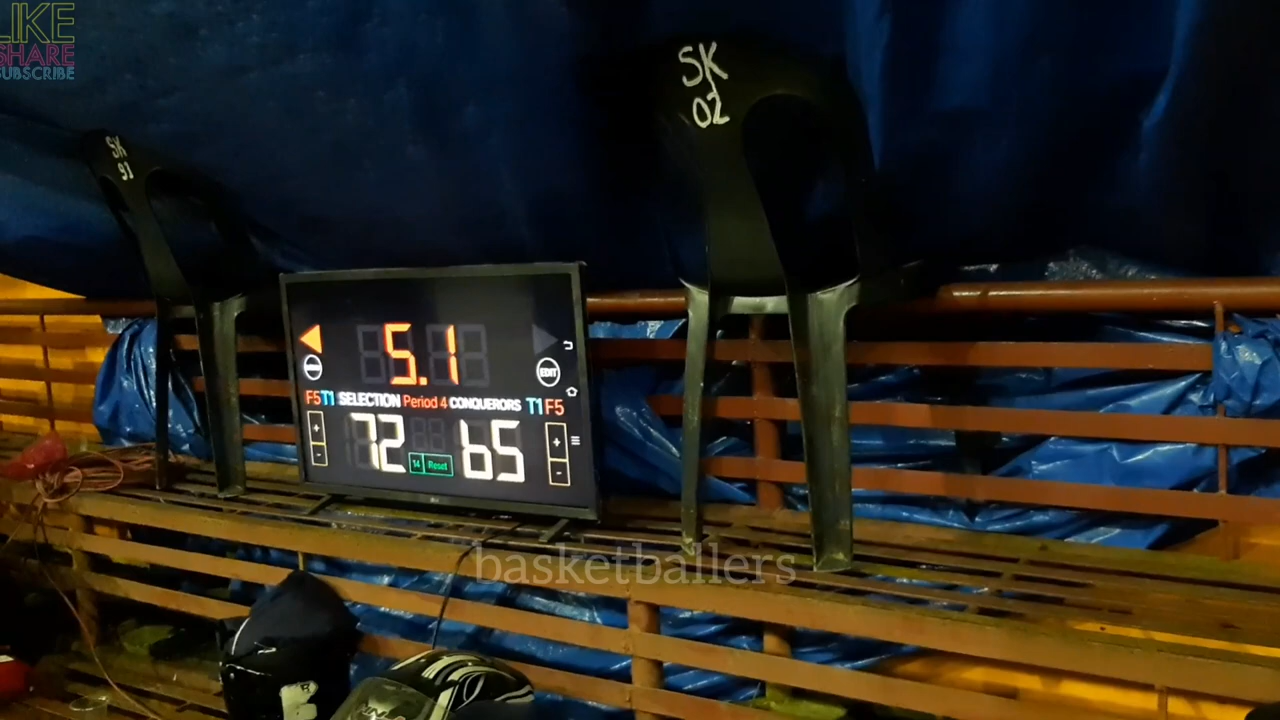 LIKE
SHARE
SUBSCRIBE
SK
02
SK
91
5.1
EDIT
F5 T1 SELECTION Period 4 CONQUERORS T1 F5
72 65
+ +
14 Reset
- -
basketballers